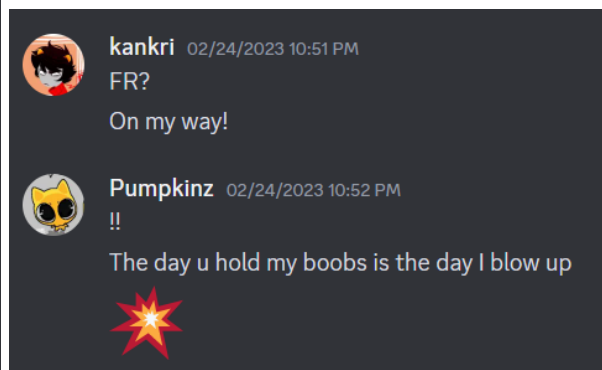 kankri 02/24/2023 10:51 PM
FR?
On my way!
Pumpkinz 02/24/2023 10:52 PM
!!
The day u hold my boobs is the day I blow up